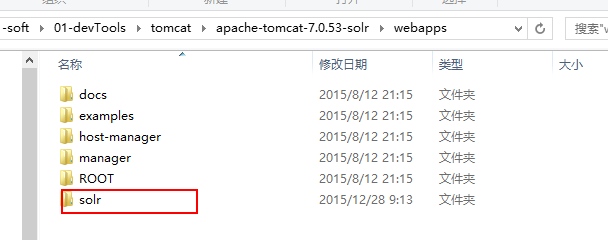 -soft › 01-devTools › tomcat › apache-tomcat-7.0.53-solr › webapps 搜索"w
名称 修改日期 类型 大小
docs 2015/8/12 21:15 文件夹
examples 2015/8/12 21:15 文件夹
host-manager 2015/8/12 21:15 文件夹
manager 2015/8/12 21:15 文件夹
ROOT 2015/8/12 21:15 文件夹
solr 2015/12/28 9:13 文件夹